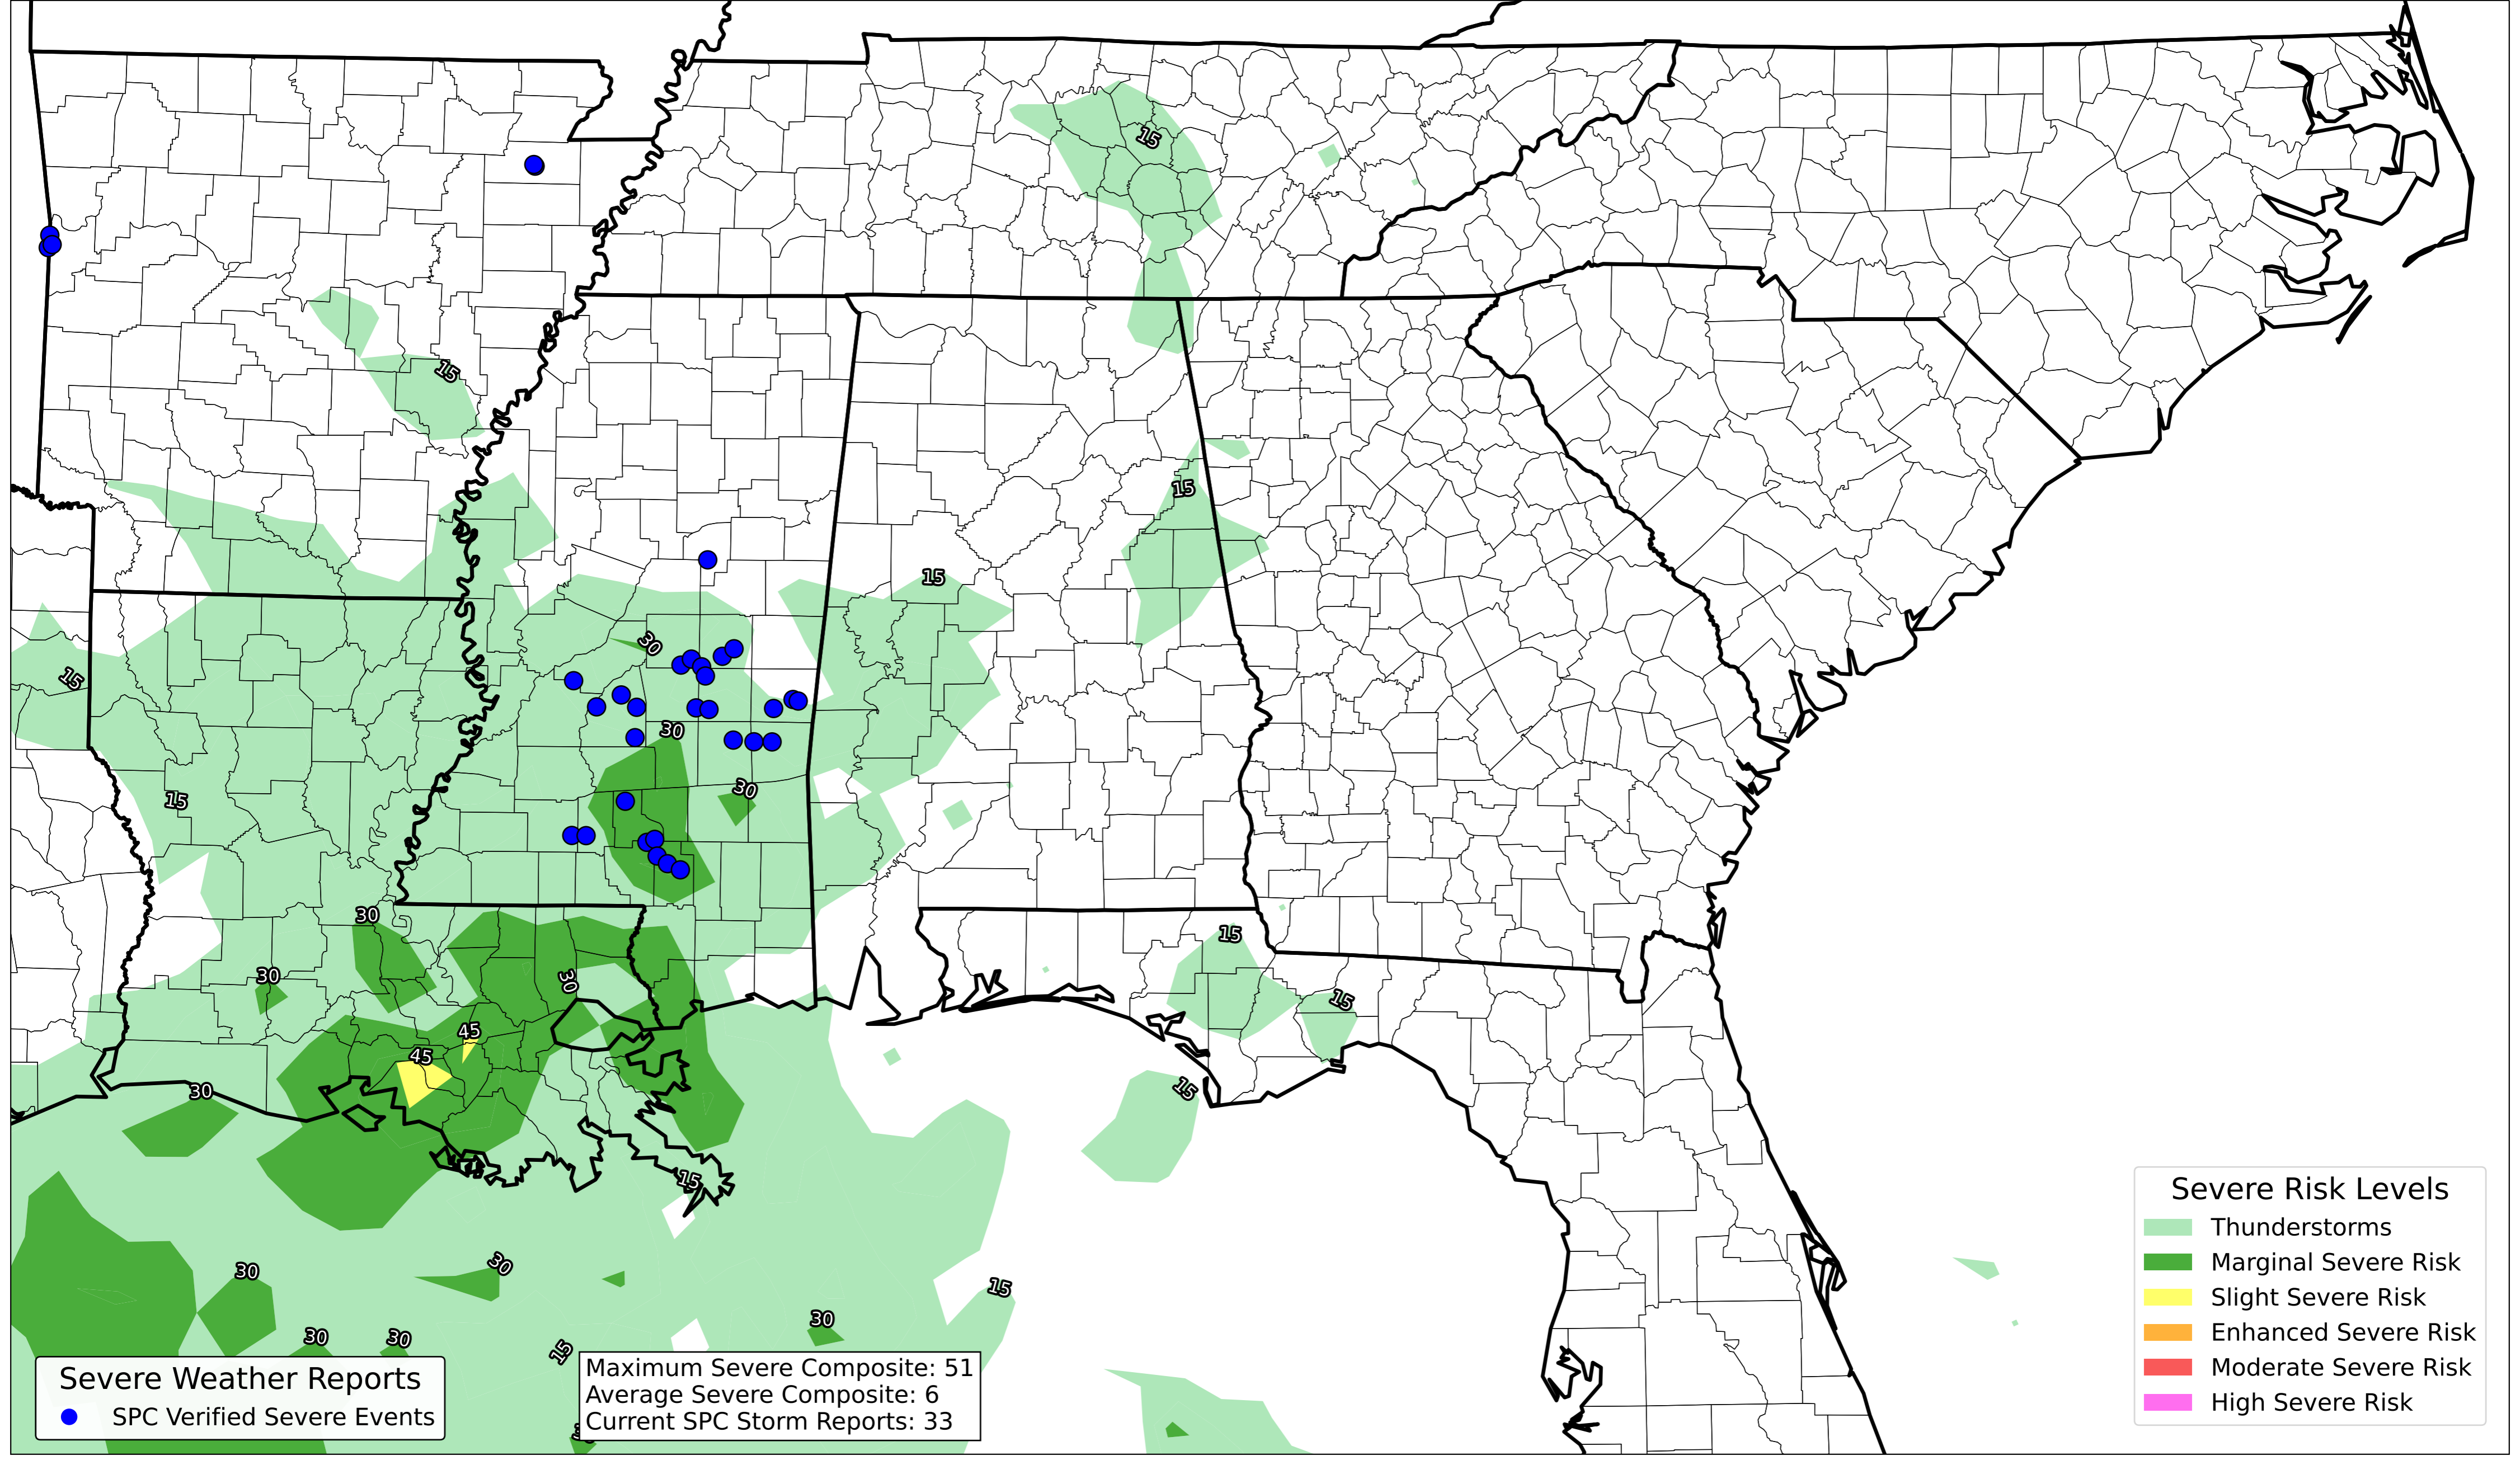 15
15
15
15
30
15
30
15
30
30
15
30
45
15
45
15
30
15
30
30
15
30
30
30
15
Severe Risk Levels
Thunderstorms
Marginal Severe Risk
Slight Severe Risk
Enhanced Severe Risk
Moderate Severe Risk
High Severe Risk
Severe Weather Reports
SPC Verified Severe Events
Maximum Severe Composite: 51
Average Severe Composite: 6
Current SPC Storm Reports: 33